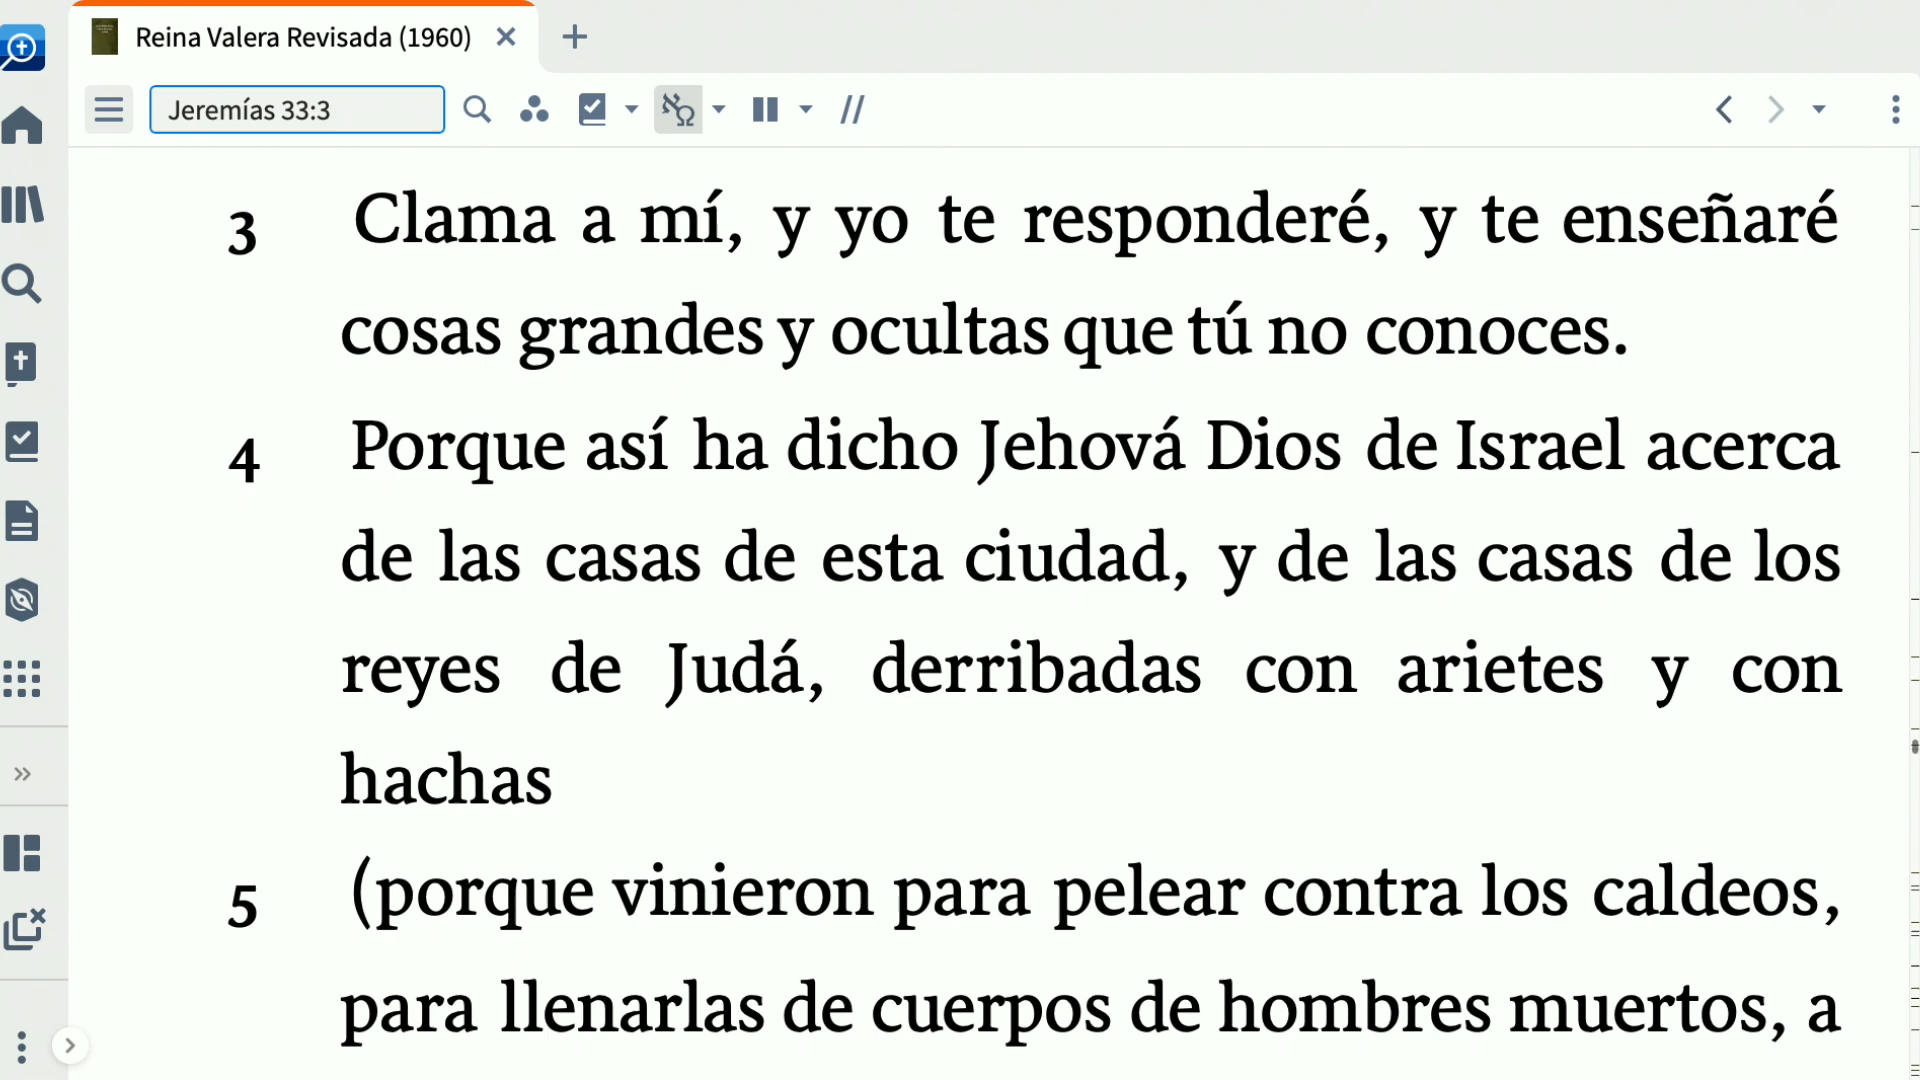 Reina Valera Revisada (1960)
Jeremías 33:3
3 Clama a mí, y yo te responderé, y te enseñaré
cosas grandes y ocultas que tú no conoces.
4 Porque así ha dicho Jehová Dios de Israel acerca
de las casas de esta ciudad, y de las casas de los
reyes de Judá, derribadas con arietes y con
hachas
5 (porque vinieron para pelear contra los caldeos,
para llenarlas de cuerpos de hombres muertos, a